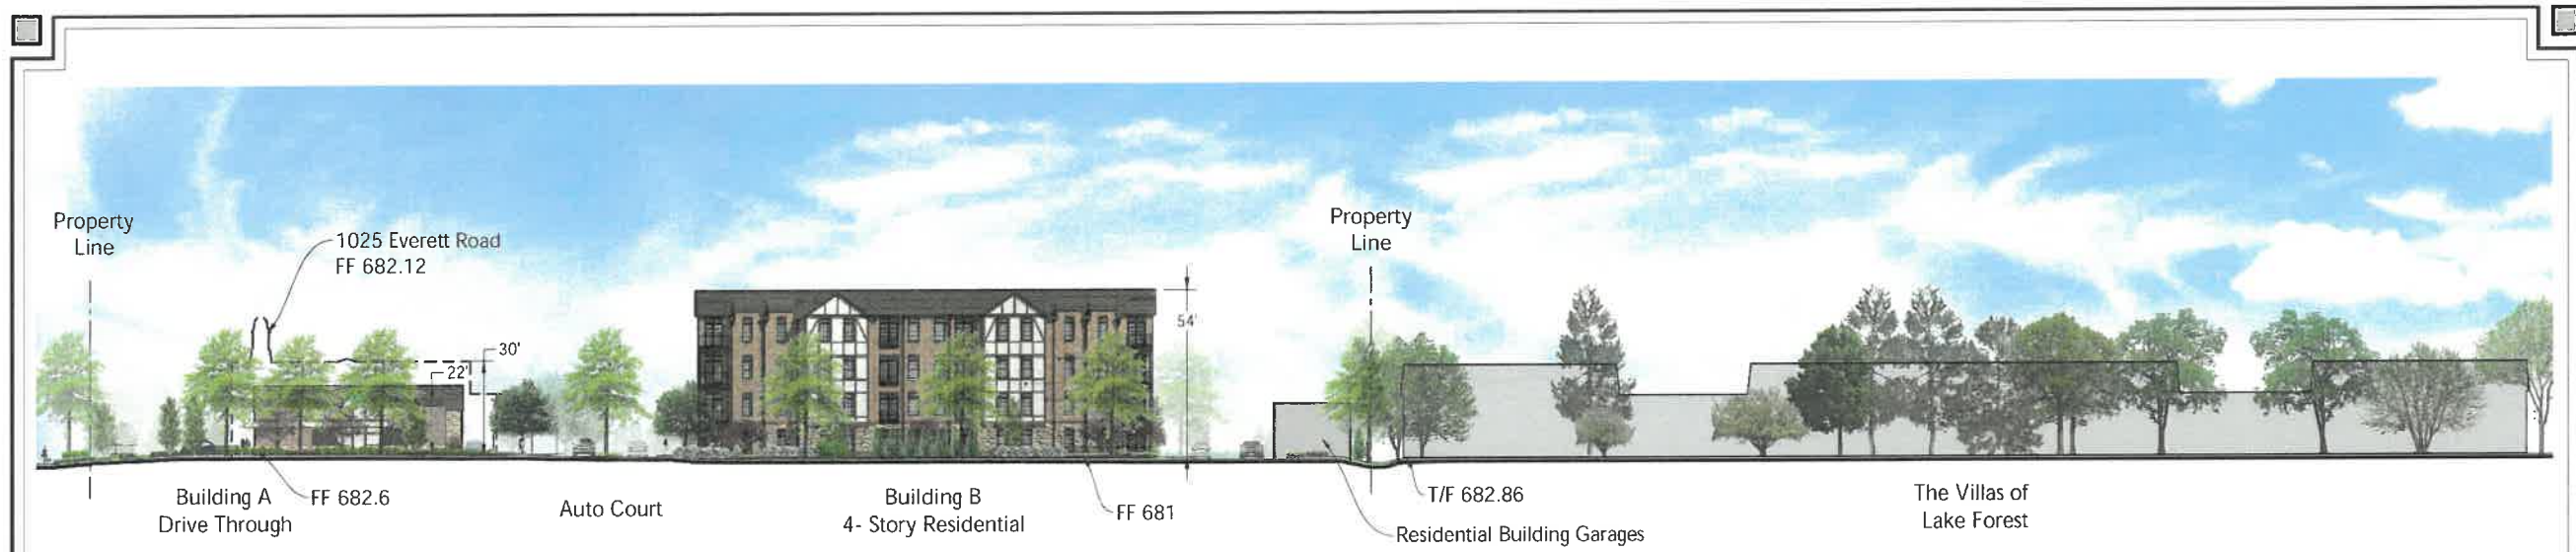 Property
Line
1025 Everett Road
FF 682.12
30'
22'
54'
Property
Line
Building A
Drive Through
FF 682.6
Auto Court
Building B
4- Story Residential
FF 681
T/F 682.86
Residential Building Garages
The Villas of
Lake Forest